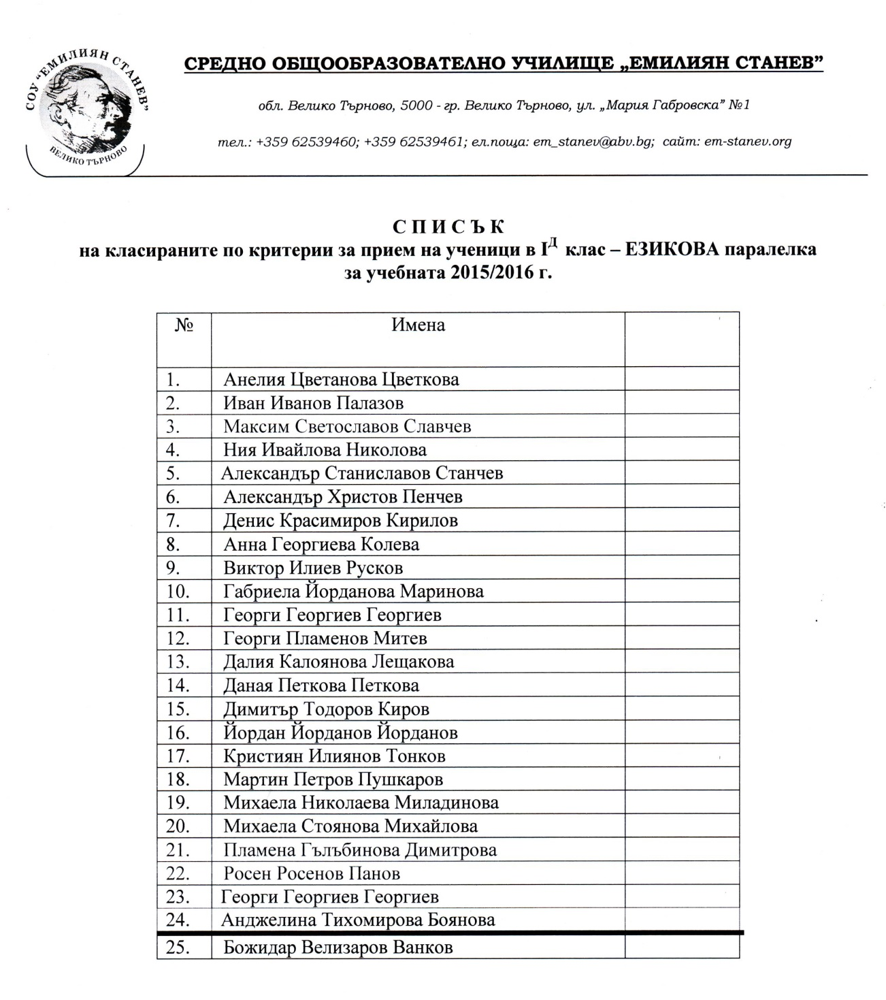 СОУ "ЕМИЛИЯН СТАНЕВ"
ВЕЛИКО ТЪРНОВО
СРЕДНО ОБЩООБРАЗОВАТЕЛНО УЧИЛИЩЕ „ЕМИЛИЯН СТАНЕВ”
обл. Велико Търново, 5000 - гр. Велико Търново, ул. „Мария Габровска” №1
тел.: +359 62539460; +359 62539461; ел.поща: em_stanev@abv.bg; сайт: em-stanev.org
С П И С Ъ К
на класираните по критерии за прием на ученици в I Д клас – ЕЗИКОВА паралелка
за учебната 2015/2016 г.
№ Имена
1. Анелия Цветанова Цветкова
2. Иван Иванов Палазов
3. Максим Светославов Славчев
4. Ния Ивайлова Николова
5. Александър Станиславов Станчев
6. Александър Христов Пенчев
7. Денис Красимиров Кирилов
8. Анна Георгиева Колева
9. Виктор Илиев Русков
10. Габриела Йорданова Маринова
11. Георги Георгиев Георгиев
12. Георги Пламенов Митев
13. Далия Калоянова Лещакова
14. Даная Петкова Петкова
15. Димитър Тодоров Киров
16. Йордан Йорданов Йорданов
17. Кристиян Илиянов Тонков
18. Мартин Петров Пушкаров
19. Михаела Николаева Миладинова
20. Михаела Стоянова Михайлова
21. Пламена Гълъбинова Димитрова
22. Росен Росенов Панов
23. Георги Георгиев Георгиев
24. Анджелина Тихомирова Боянова
25. Божидар Велизаров Ванков